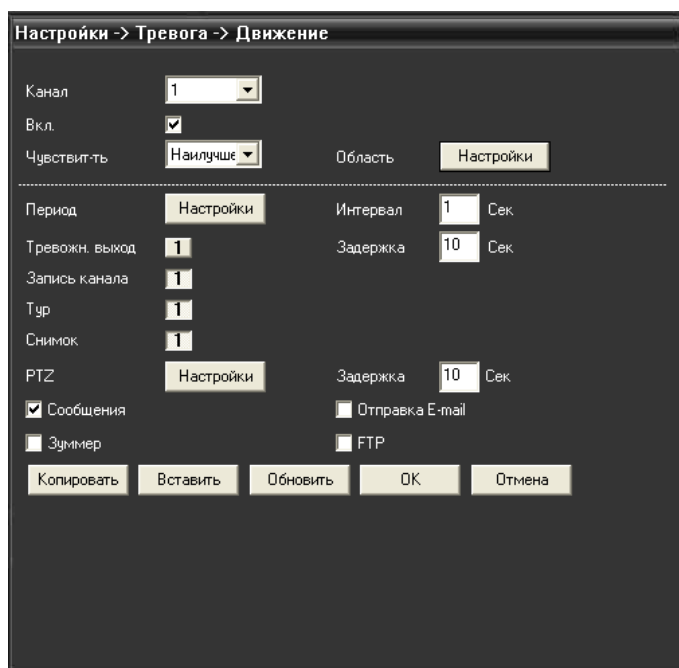 Настройки -> Тревога -> Движение
Канал 1
Вкл.
Чувствит-ть Наилучше Область Настройки
Период Настройки Интервал 1 Сек
Тревожн. выход 1 Задержка 10 Сек
Запись канала 1
Тур 1
Снимок 1
PTZ Настройки Задержка 10 Сек
Сообщения Отправка E-mail
Зуммер FTP
Копировать Вставить Обновить OK Отмена